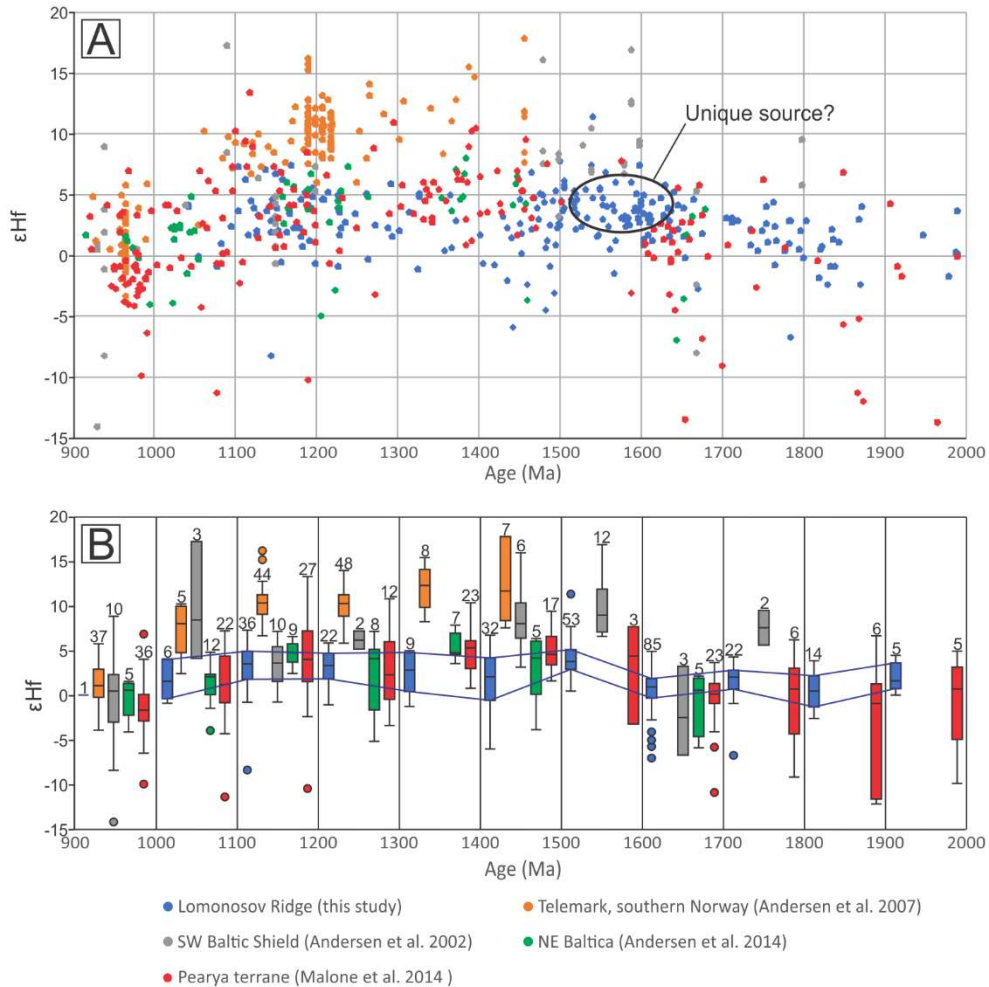 A
Unique source?
20
15
10
5
0
-5
-10
-15
εHf
900 1000 1100 1200 1300 1400 1500 1600 1700 1800 1900 2000
Age (Ma)
B
20
15
10
5
0
-5
-10
-15
εHf
1 37 10 5 36 6 5 3 12 22 36 44 10 9 27 22 48 2 8 12 9 8 7 23 32 7 6 5 17 53 12 3 85 3 5 23 22 2 6 14 6 5 5
900 1000 1100 1200 1300 1400 1500 1600 1700 1800 1900 2000
Age (Ma)
Lomonosov Ridge (this study) Telemark, southern Norway (Andersen et al. 2007)
SW Baltic Shield (Andersen et al. 2002) NE Baltica (Andersen et al. 2014)
Pearya terrane (Malone et al. 2014 )